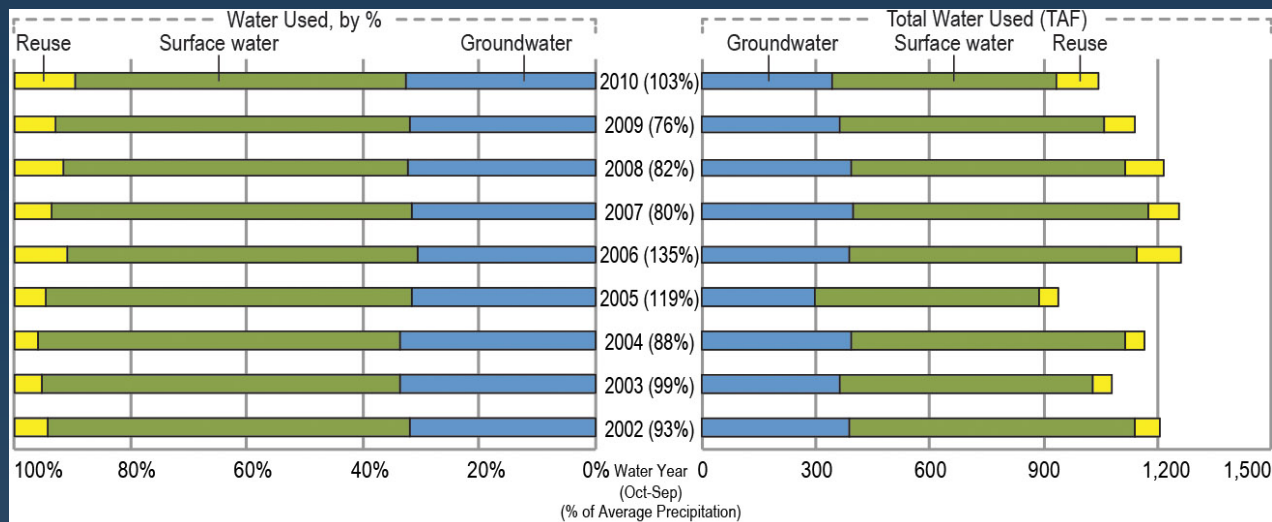 Water Used, by %
Total Water Used (TAF)
Reuse
Surface water
Groundwater
Groundwater
Surface water
Reuse
2010 (103%)
2009 (76%)
2008 (82%)
2007 (80%)
2006 (135%)
2005 (119%)
2004 (88%)
2003 (99%)
2002 (93%)
100% 80% 60% 40% 20% 0%
Water Year
(Oct-Sep)
(% of Average Precipitation)
0 300 600 900 1,200 1,500